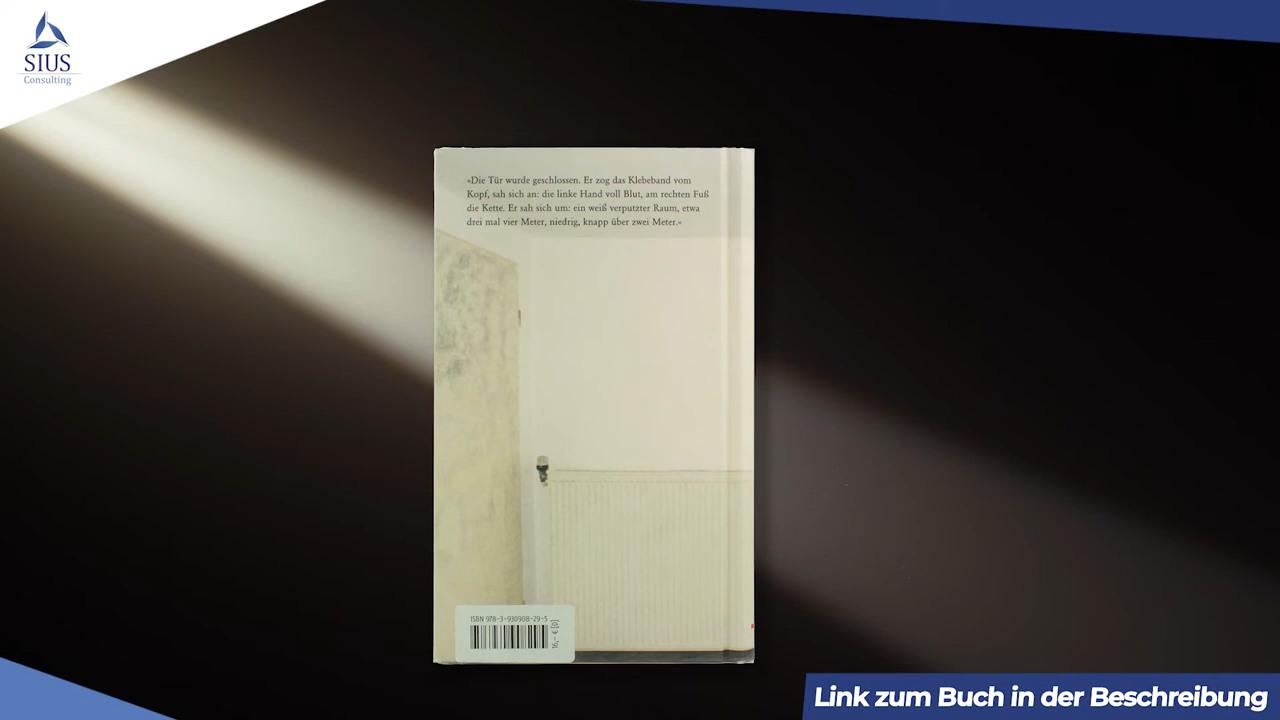 SIUS
Consulting
»Die Tür wurde geschlossen. Er zog das Klebeband vom
Kopf, sah sich an: die linke Hand voll Blut, am rechten Fuß
die Kette. Er sah sich um: ein weiß verputzter Raum, etwa
drei mal vier Meter, niedrig, knapp über zwei Meter.«
ISBN 978-3-930908-29-5
16,– € [D]
Link zum Buch in der Beschreibung